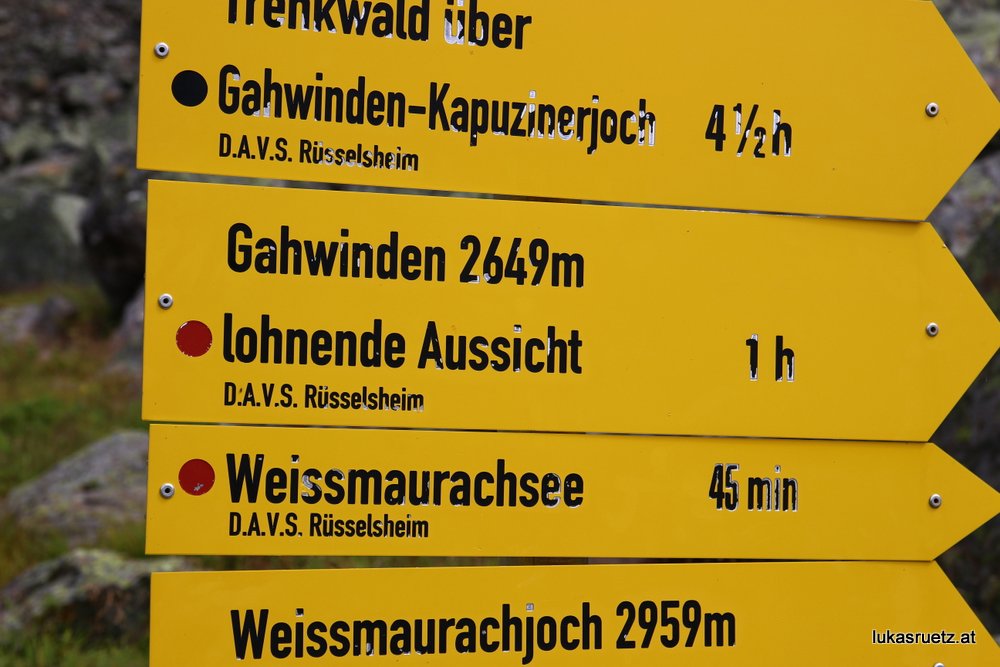 Trenkwald über
Gahwinden-Kapuzinerjoch 4½h
D.A.V.S. Rüsselsheim
Gahwinden 2649m
lohnende Aussicht 1 h
D.A.V.S. Rüsselsheim
Weissmaurachsee 45 min
D.A.V.S. Rüsselsheim
Weissmaurachjoch 2959m
lukasruetz.at